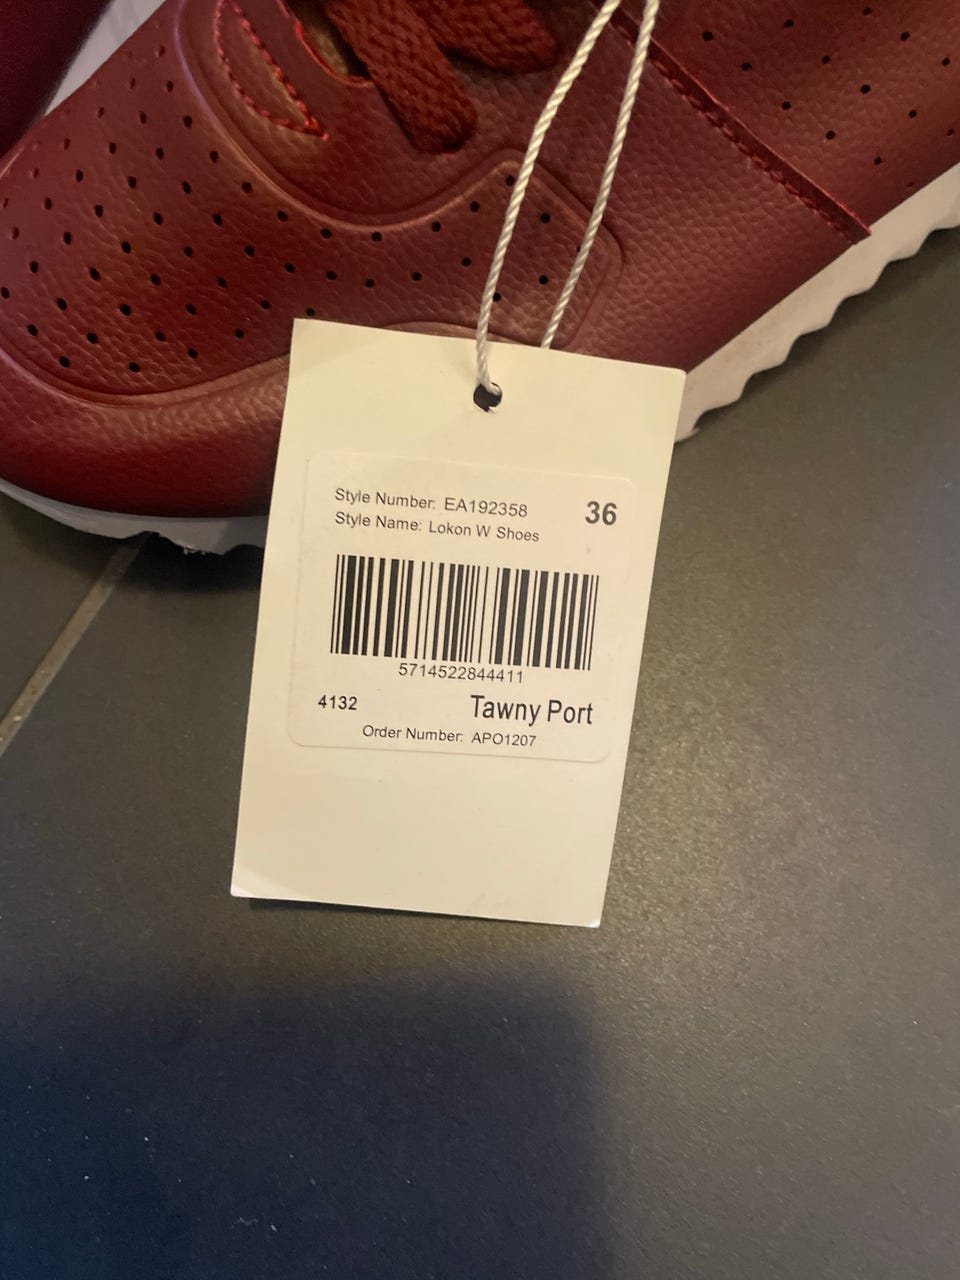 Style Number: EA192358
36
Style Name: Lokon W Shoes
5714522844411
4132
Tawny Port
Order Number: APO1207